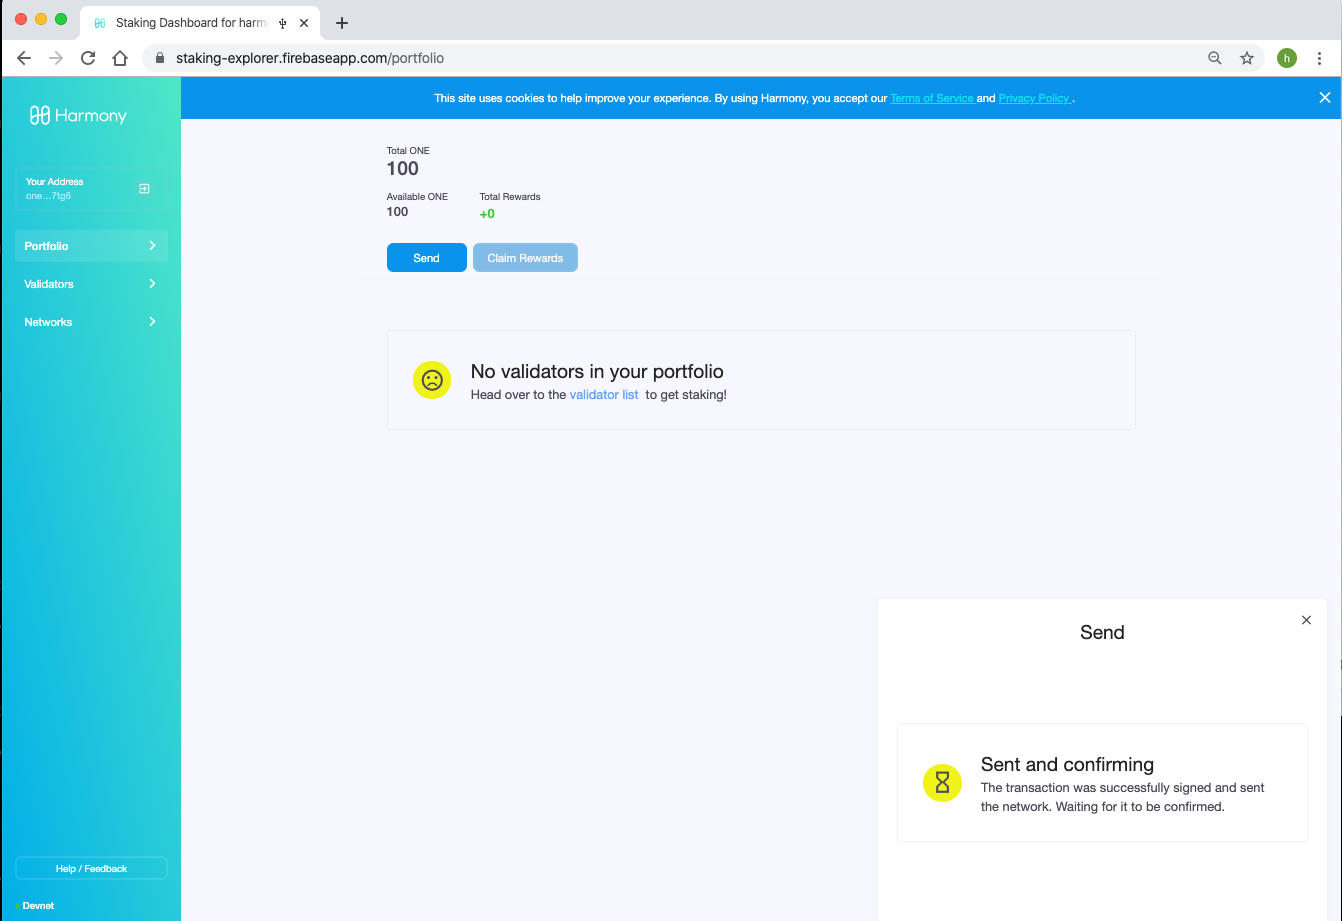 Staking Dashboard for harm
staking-explorer.firebaseapp.com/portfolio
h
Harmony
This site uses cookies to help improve your experience. By using Harmony, you accept our Terms of Service and Privacy Policy .
Your Address
one...7tg6
Portfolio
Validators
Networks
Total ONE
100
Available ONE Total Rewards
100 +0
Send Claim Rewards
No validators in your portfolio
Head over to the validator list to get staking!
Send
Sent and confirming
The transaction was successfully signed and sent
the network. Waiting for it to be confirmed.
Help / Feedback
Devnet